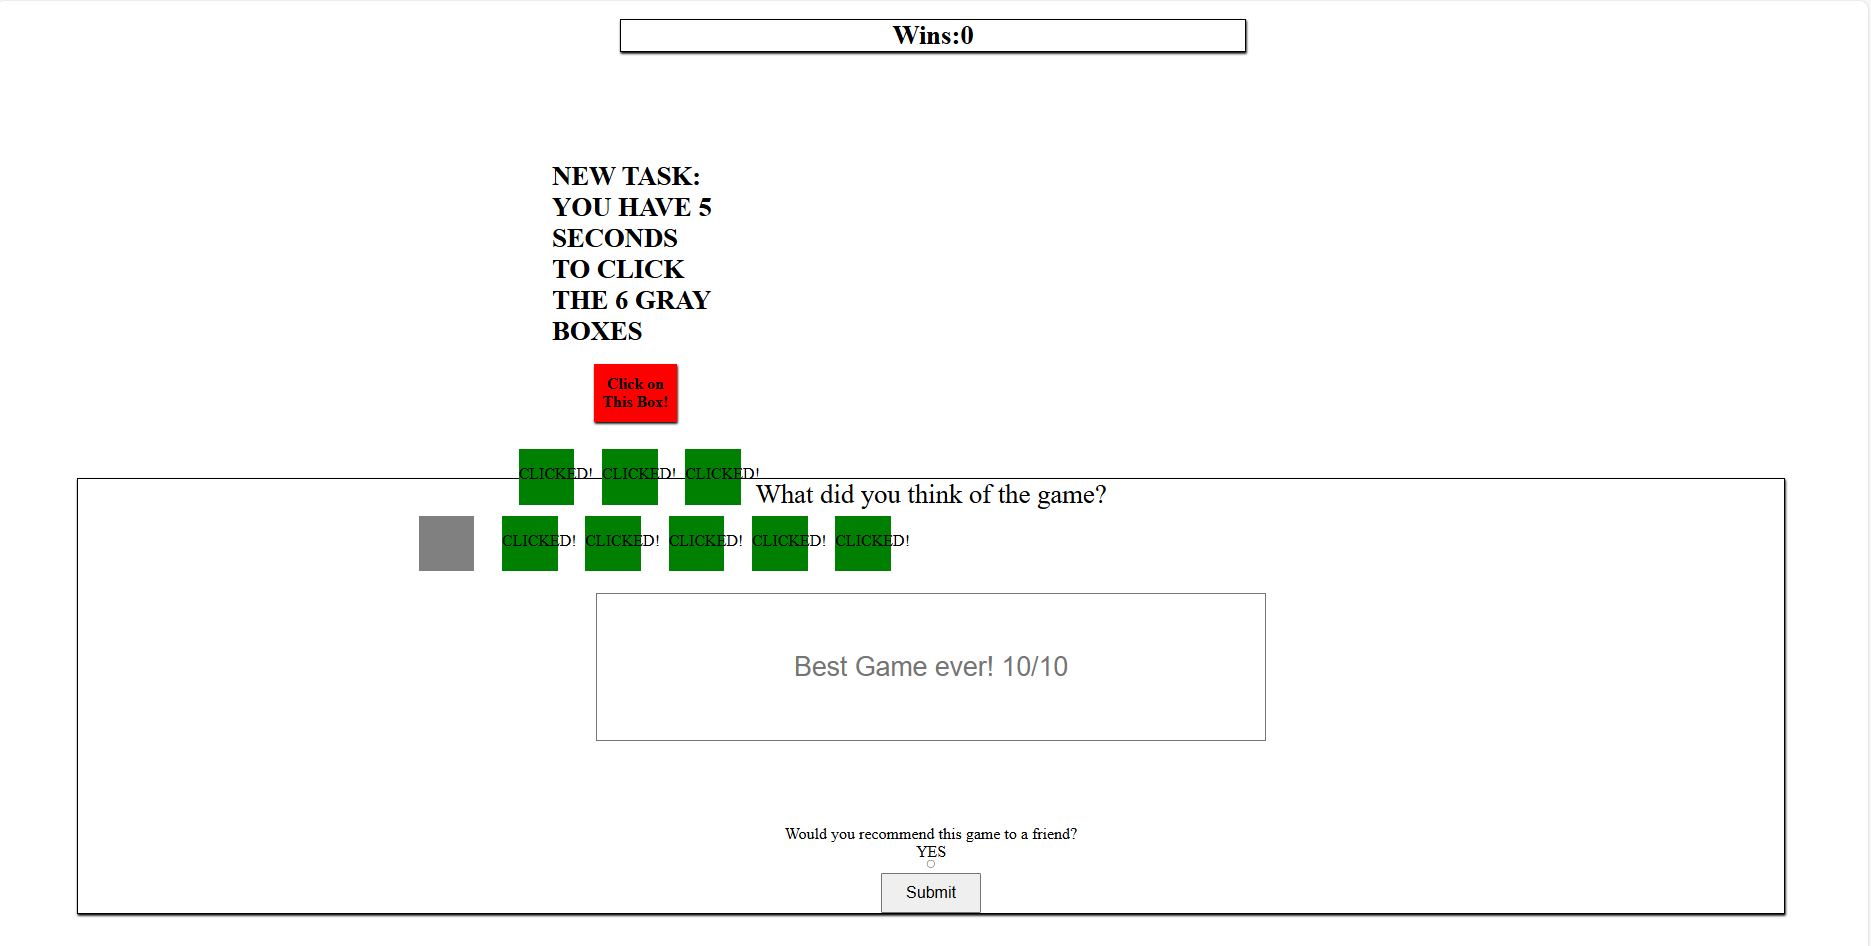 Wins:0
NEW TASK:
YOU HAVE 5
SECONDS
TO CLICK
THE 6 GRAY
BOXES
Click on
This Box!
CLICKED! CLICKED! CLICKED!
What did you think of the game?
CLICKED! CLICKED! CLICKED! CLICKED! CLICKED!
Best Game ever! 10/10
Would you recommend this game to a friend?
YES
Submit